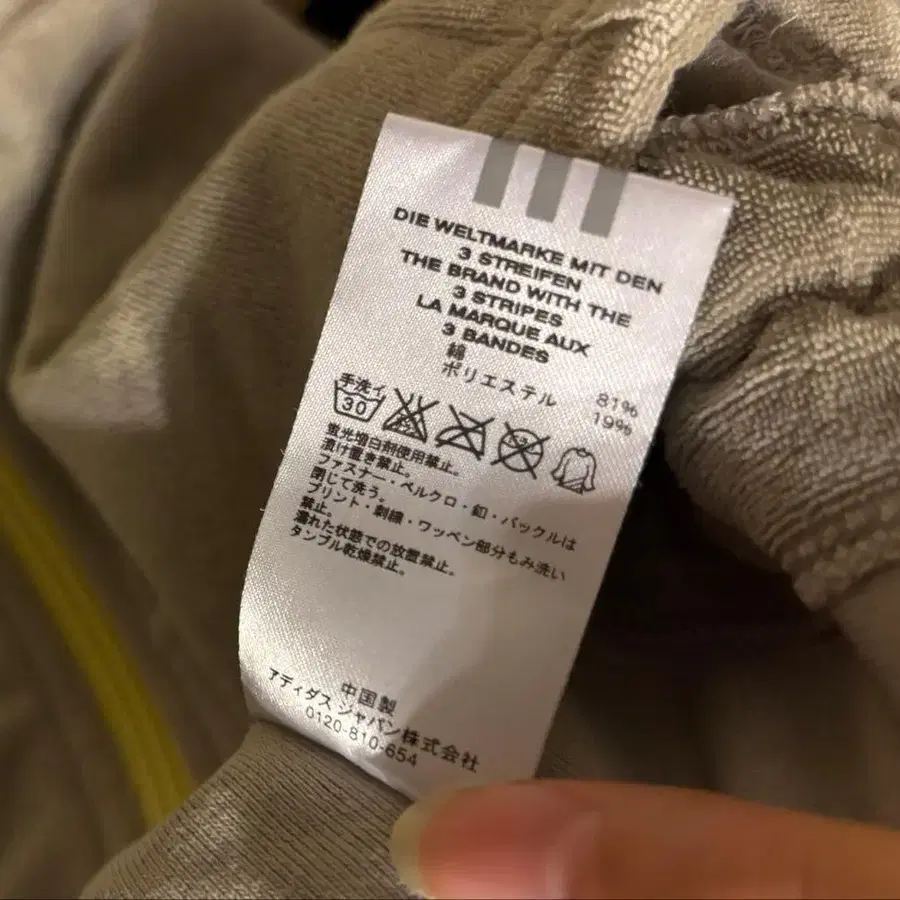 DIE WELTMARKE MIT DEN
3 STREIFEN
THE BRAND WITH THE
3 STRIPES
LA MARQUE AUX
3 BANDES
綿 81%
ポリエステル 19%
手洗イ
30
蛍光増白剤使用禁止。
漬け置き禁止。
ファスナー・ベルクロ・釦・バックルは
閉じて洗う。
プリント・刺繍・ワッペン部分もみ洗い
禁止。
濡れた状態での放置禁止。
タンブル乾燥禁止。
中国製
アディダス ジャパン株式会社
0120-810-654